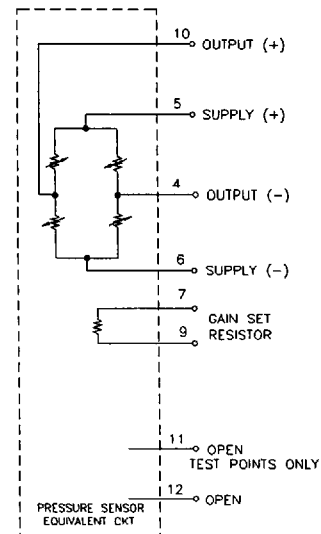 10 OUTPUT (+)
5 SUPPLY (+)
4 OUTPUT (-)
6 SUPPLY (-)
7
GAIN SET
RESISTOR
9
11 OPEN
TEST POINTS ONLY
12 OPEN
PRESSURE SENSOR
EQUIVALENT CKT